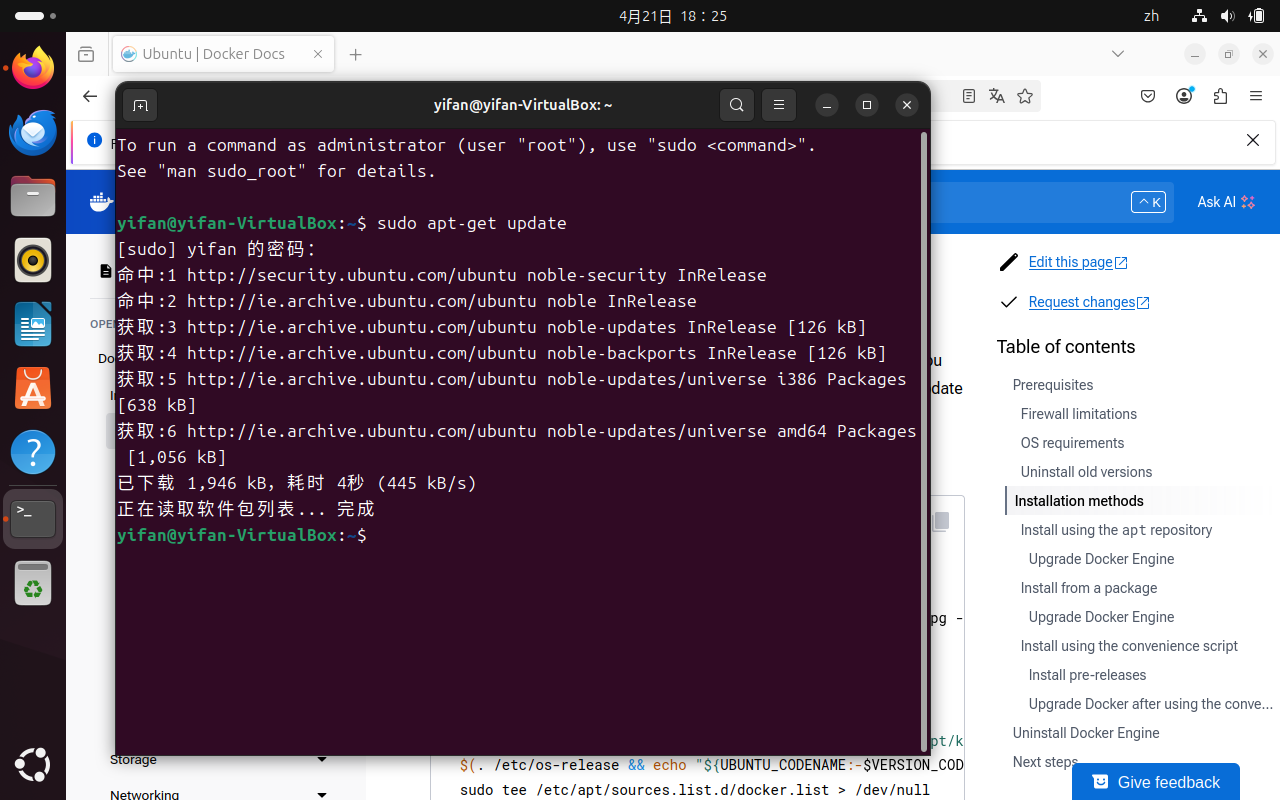 4月21日 18：25
zh
Ubuntu | Docker Docs
yifan@yifan-VirtualBox: ~
To run a command as administrator (user "root"), use "sudo <command>".
See "man sudo_root" for details.
yifan@yifan-VirtualBox:~$ sudo apt-get update
[sudo] yifan 的密码：
命中:1 http://security.ubuntu.com/ubuntu noble-security InRelease
命中:2 http://ie.archive.ubuntu.com/ubuntu noble InRelease
获取:3 http://ie.archive.ubuntu.com/ubuntu noble-updates InRelease [126 kB]
获取:4 http://ie.archive.ubuntu.com/ubuntu noble-backports InRelease [126 kB]
获取:5 http://ie.archive.ubuntu.com/ubuntu noble-updates/universe i386 Packages
[638 kB]
获取:6 http://ie.archive.ubuntu.com/ubuntu noble-updates/universe amd64 Packages
[1,056 kB]
已下载 1,946 kB，耗时 4秒 (445 kB/s)
正在读取软件包列表... 完成
yifan@yifan-VirtualBox:~$
^ K
Ask AI
Edit this page
Request changes
Table of contents
Prerequisites
Firewall limitations
OS requirements
Uninstall old versions
Installation methods
Install using the apt repository
Upgrade Docker Engine
Install from a package
Upgrade Docker Engine
Install using the convenience script
Install pre-releases
Upgrade Docker after using the conve...
Uninstall Docker Engine
Next steps
Storage
Networking
$(. /etc/os-release && echo "${UBUNTU_CODENAME:-$VERSION_COD
sudo tee /etc/apt/sources.list.d/docker.list > /dev/null
Give feedback